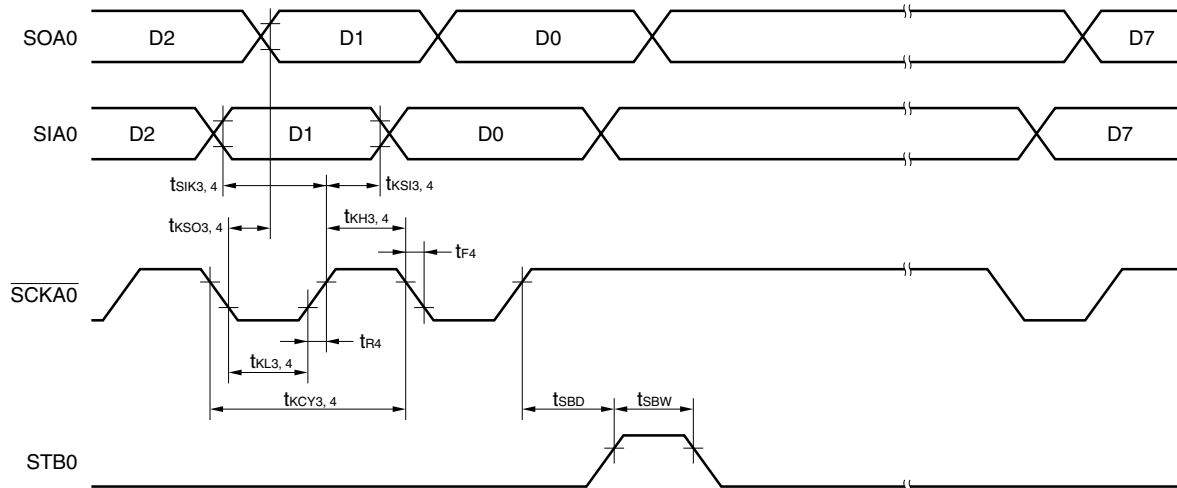 SOA0 D2 D1 D0 D7
SIA0 D2 D1 D0 D7
tSIK3, 4 tKSI3, 4
tKSO3, 4 tKH3, 4
tF4
SCKA0
tR4
tKL3, 4
tKCY3, 4 tSBD tSBW
STB0